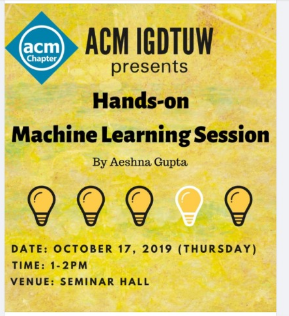 acm
Chapter
ACM IGDTUW
presents
Hands-on
Machine Learning Session
By Aeshna Gupta
DATE: OCTOBER 17, 2019 (THURSDAY)
TIME: 1-2PM
VENUE: SEMINAR HALL